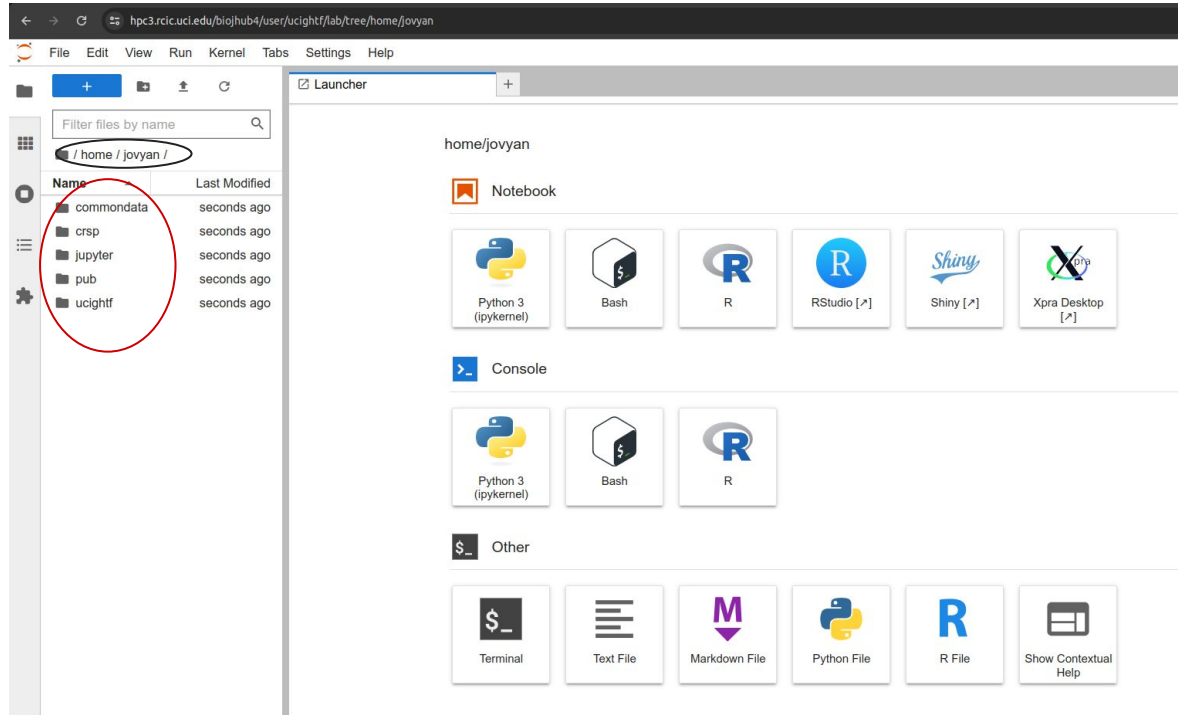 hpc3.rcic.uci.edu/biojhub4/user/ucightf/lab/tree/home/jovyan
File Edit View Run Kernel Tabs Settings Help
+
Launcher
+
Filter files by name
/ home / jovyan /
Name Last Modified
commondata seconds ago
crsp seconds ago
jupyter seconds ago
pub seconds ago
ucightf seconds ago
home/jovyan
Notebook
$_
R
R
Shiny
Xpra
Python 3
(ipykernel)
Bash
R
RStudio [↗]
Shiny [↗]
Xpra Desktop
[↗]
>_ Console
$_
R
Python 3
(ipykernel)
Bash
R
$_ Other
$_
M
R
Terminal
Text File
Markdown File
Python File
R File
Show Contextual
Help